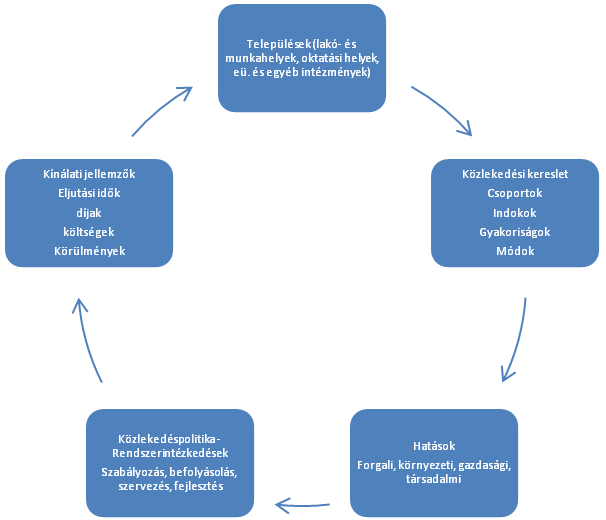 Települések (lakó- és
munkahelyek, oktatási helyek,
eü. és egyéb intézmények)
Közlekedési kereslet
Csoportok
Indokok
Gyakoriságok
Módok
Hatások
Forgali, környezeti, gazdasági,
társadalmi
Közlekedéspolitika-
Rendszerintézkedések
Szabályozás, befolyásolás,
szervezés, fejlesztés
Kínálati jellemzők
Eljutási idők
díjak
költségek
Körülmények